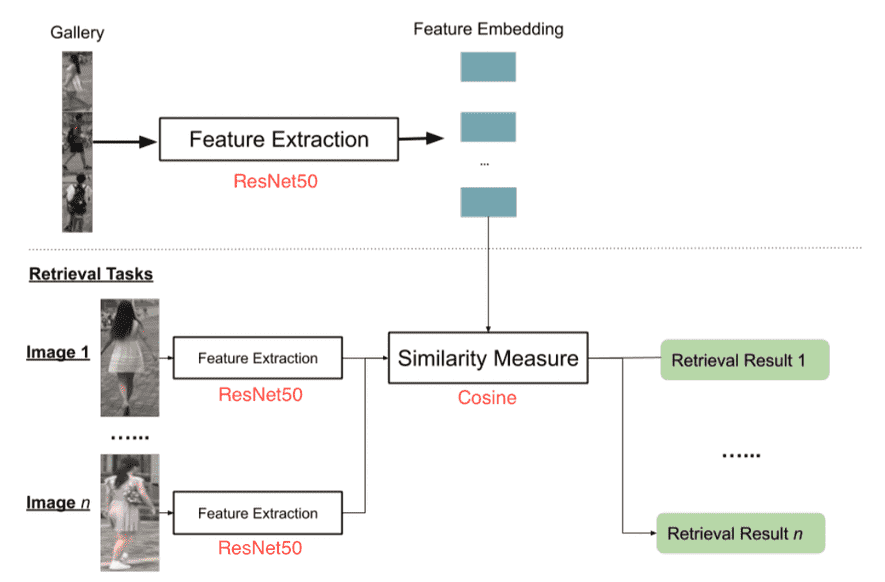 Gallery
Feature Embedding
Feature Extraction
ResNet50
...
Retrieval Tasks
Image 1
Feature Extraction
ResNet50
Similarity Measure
Cosine
Retrieval Result 1
…...
…...
Image n
Feature Extraction
ResNet50
Retrieval Result n